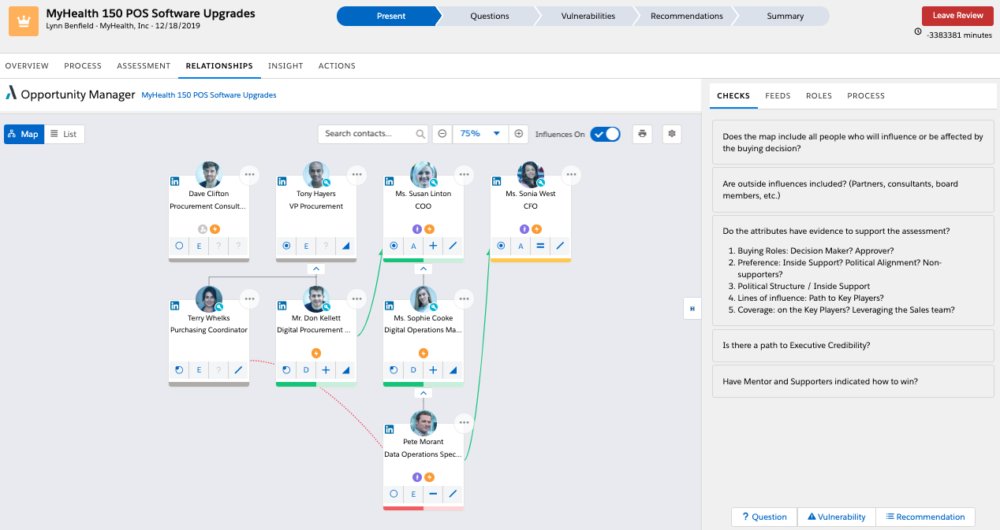 MyHealth 150 POS Software Upgrades
Lynn Benfield - MyHealth, Inc - 12/18/2019
Present
Questions
Vulnerabilities
Recommendations
Summary
Leave Review
-3383381 minutes
OVERVIEW
PROCESS
ASSESSMENT
RELATIONSHIPS
INSIGHT
ACTIONS
Opportunity Manager
MyHealth 150 POS Software Upgrades
Map
List
Search contacts...
75%
Influences On
in
Dave Clifton
Procurement Consult...
E
?
?
in
Tony Hayers
VP Procurement
E
?
in
Ms. Susan Linton
COO
A
in
Ms. Sonia West
CFO
A
in
Terry Whelks
Purchasing Coordinator
E
?
in
Mr. Don Kellett
Digital Procurement ...
D
in
Ms. Sophie Cooke
Digital Operations Ma...
D
in
Pete Morant
Data Operations Spec...
E
CHECKS
FEEDS
ROLES
PROCESS
Does the map include all people who will influence or be affected by
the buying decision?
Are outside influences included? (Partners, consultants, board
members, etc.)
Do the attributes have evidence to support the assessment?
1. Buying Roles: Decision Maker? Approver?
2. Preference: Inside Support? Political Alignment? Non-
supporters?
3. Political Structure / Inside Support
4. Lines of influence: Path to Key Players?
5. Coverage: on the Key Players? Leveraging the Sales team?
Is there a path to Executive Credibility?
Have Mentor and Supporters indicated how to win?
? Question
Vulnerability
Recommendation